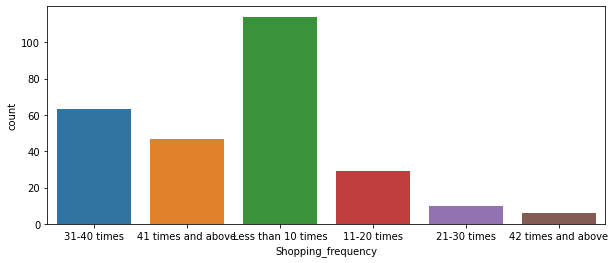 100
80
60
40
20
0
count
31-40 times
41 times and above
Less than 10 times
11-20 times
21-30 times
42 times and above
Shopping_frequency